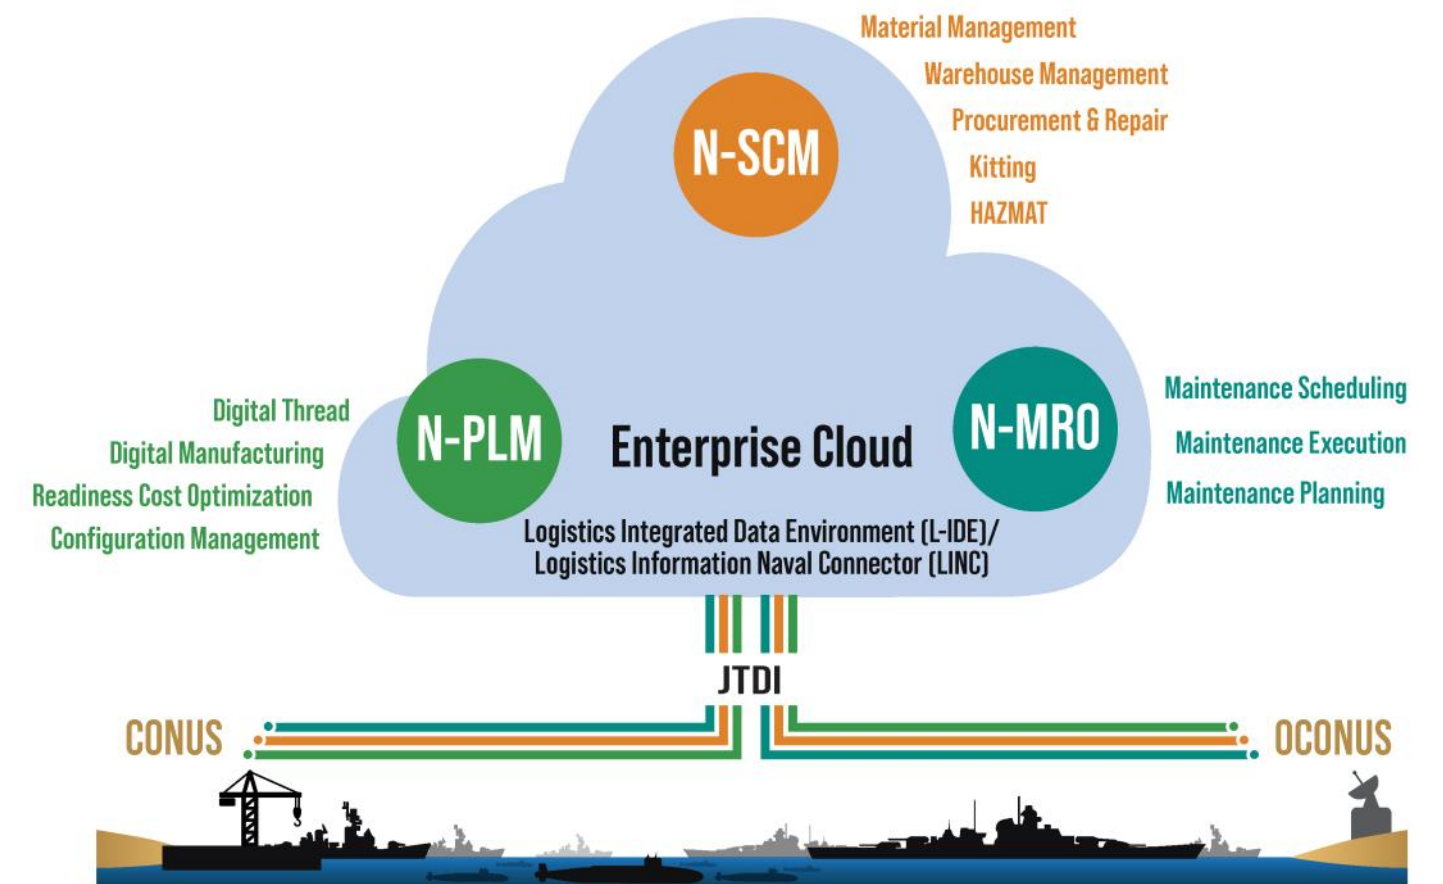 Material Management
Warehouse Management
Procurement & Repair
Kitting
HAZMAT
N-SCM
Digital Thread
Digital Manufacturing
Readiness Cost Optimization
Configuration Management
N-PLM
Enterprise Cloud
N-MRO
Maintenance Scheduling
Maintenance Execution
Maintenance Planning
Logistics Integrated Data Environment (L-IDE)/
Logistics Information Naval Connector (LINC)
JTDI
CONUS
OCONUS